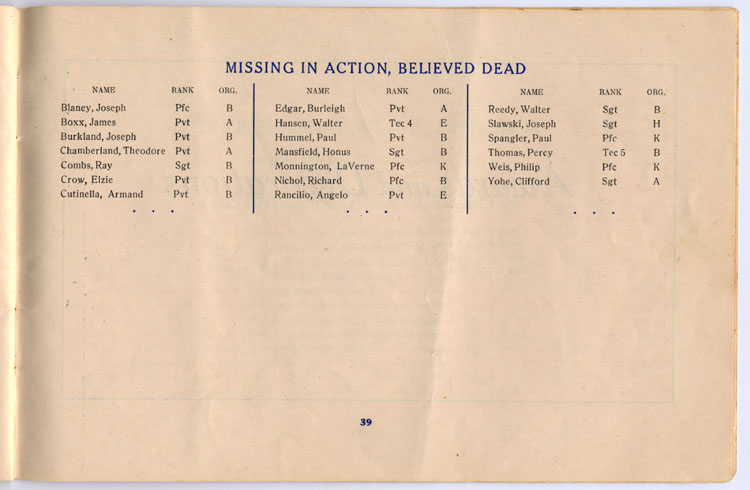 MISSING IN ACTION, BELIEVED DEAD
NAME RANK ORG.
Blaney, Joseph Pfc B
Boxx, James Pvt A
Burkland, Joseph Pvt B
Chamberland, Theodore Pvt A
Combs, Ray Sgt B
Crow, Elzie Pvt B
Cutinella, Armand Pvt B
. . .
NAME RANK ORG.
Edgar, Burleigh Pvt A
Hansen, Walter Tec 4 E
Hummel, Paul Pvt B
Mansfield, Honus Sgt B
Monnington, LaVerne Pfc K
Nichol, Richard Pfc B
Rancilio, Angelo Pvt E
. . .
NAME RANK ORG.
Reedy, Walter Sgt B
Slawski, Joseph Sgt H
Spangler, Paul Pfc K
Thomas, Percy Tec 5 B
Weis, Philip Pfc K
Yohe, Clifford Sgt A
. . .
39